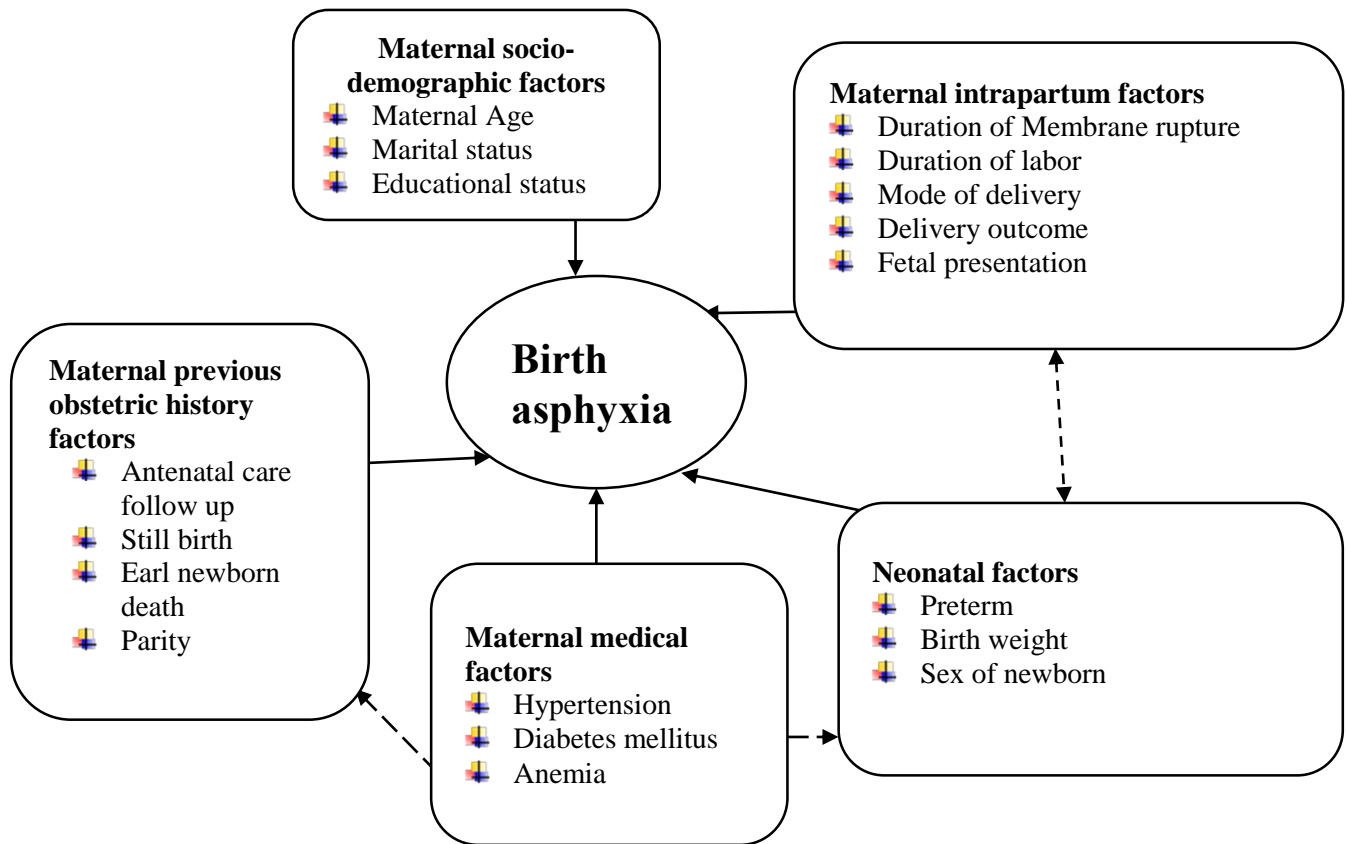 Maternal socio-
demographic factors
Maternal Age
Marital status
Educational status
Maternal intrapartum factors
Duration of Membrane rupture
Duration of labor
Mode of delivery
Delivery outcome
Fetal presentation
Birth
asphyxia
Maternal previous
obstetric history
factors
Antenatal care
follow up
Still birth
Earl newborn
death
Parity
Maternal medical
factors
Hypertension
Diabetes mellitus
Anemia
Neonatal factors
Preterm
Birth weight
Sex of newborn